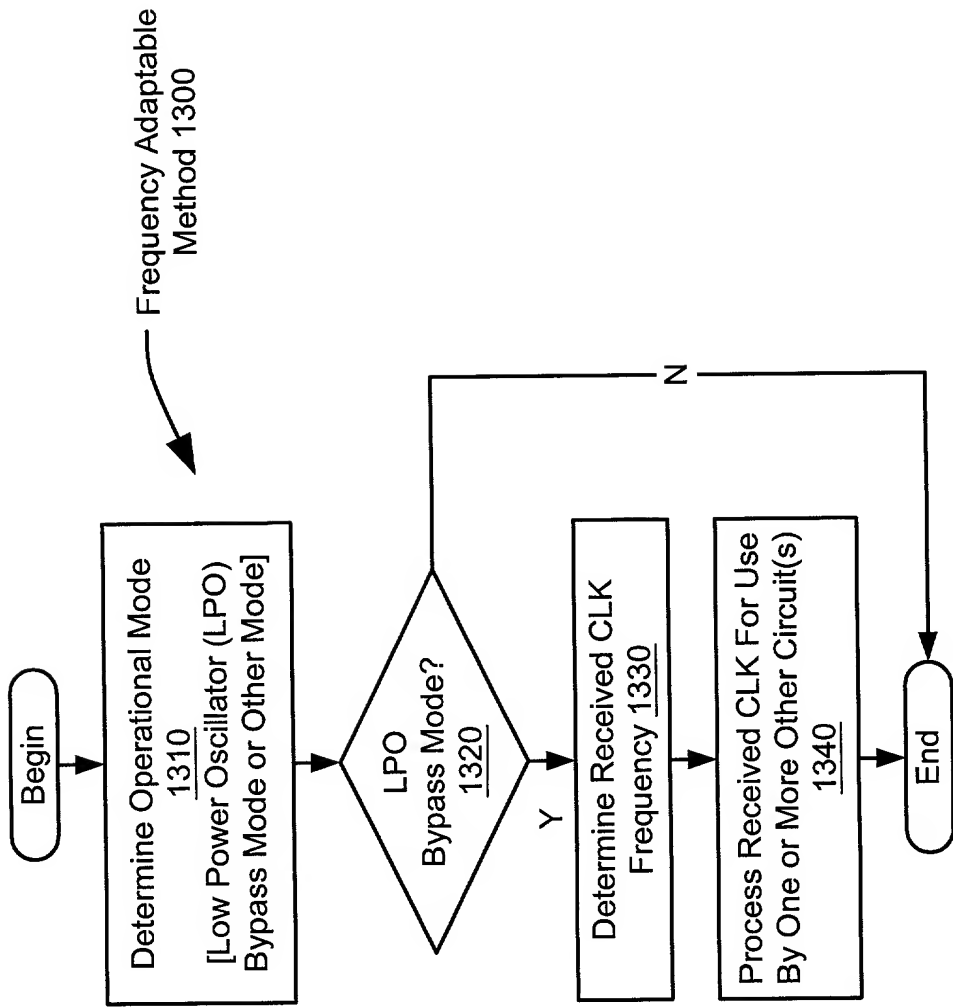 Begin
Determine Operational Mode
1310
[Low Power Oscillator (LPO)
Bypass Mode or Other Mode]
Frequency Adaptable
Method 1300
LPO
Bypass Mode?
1320
Y
N
Determine Received CLK
Frequency 1330
Process Received CLK For Use
By One or More Other Circuit(s)
1340
End